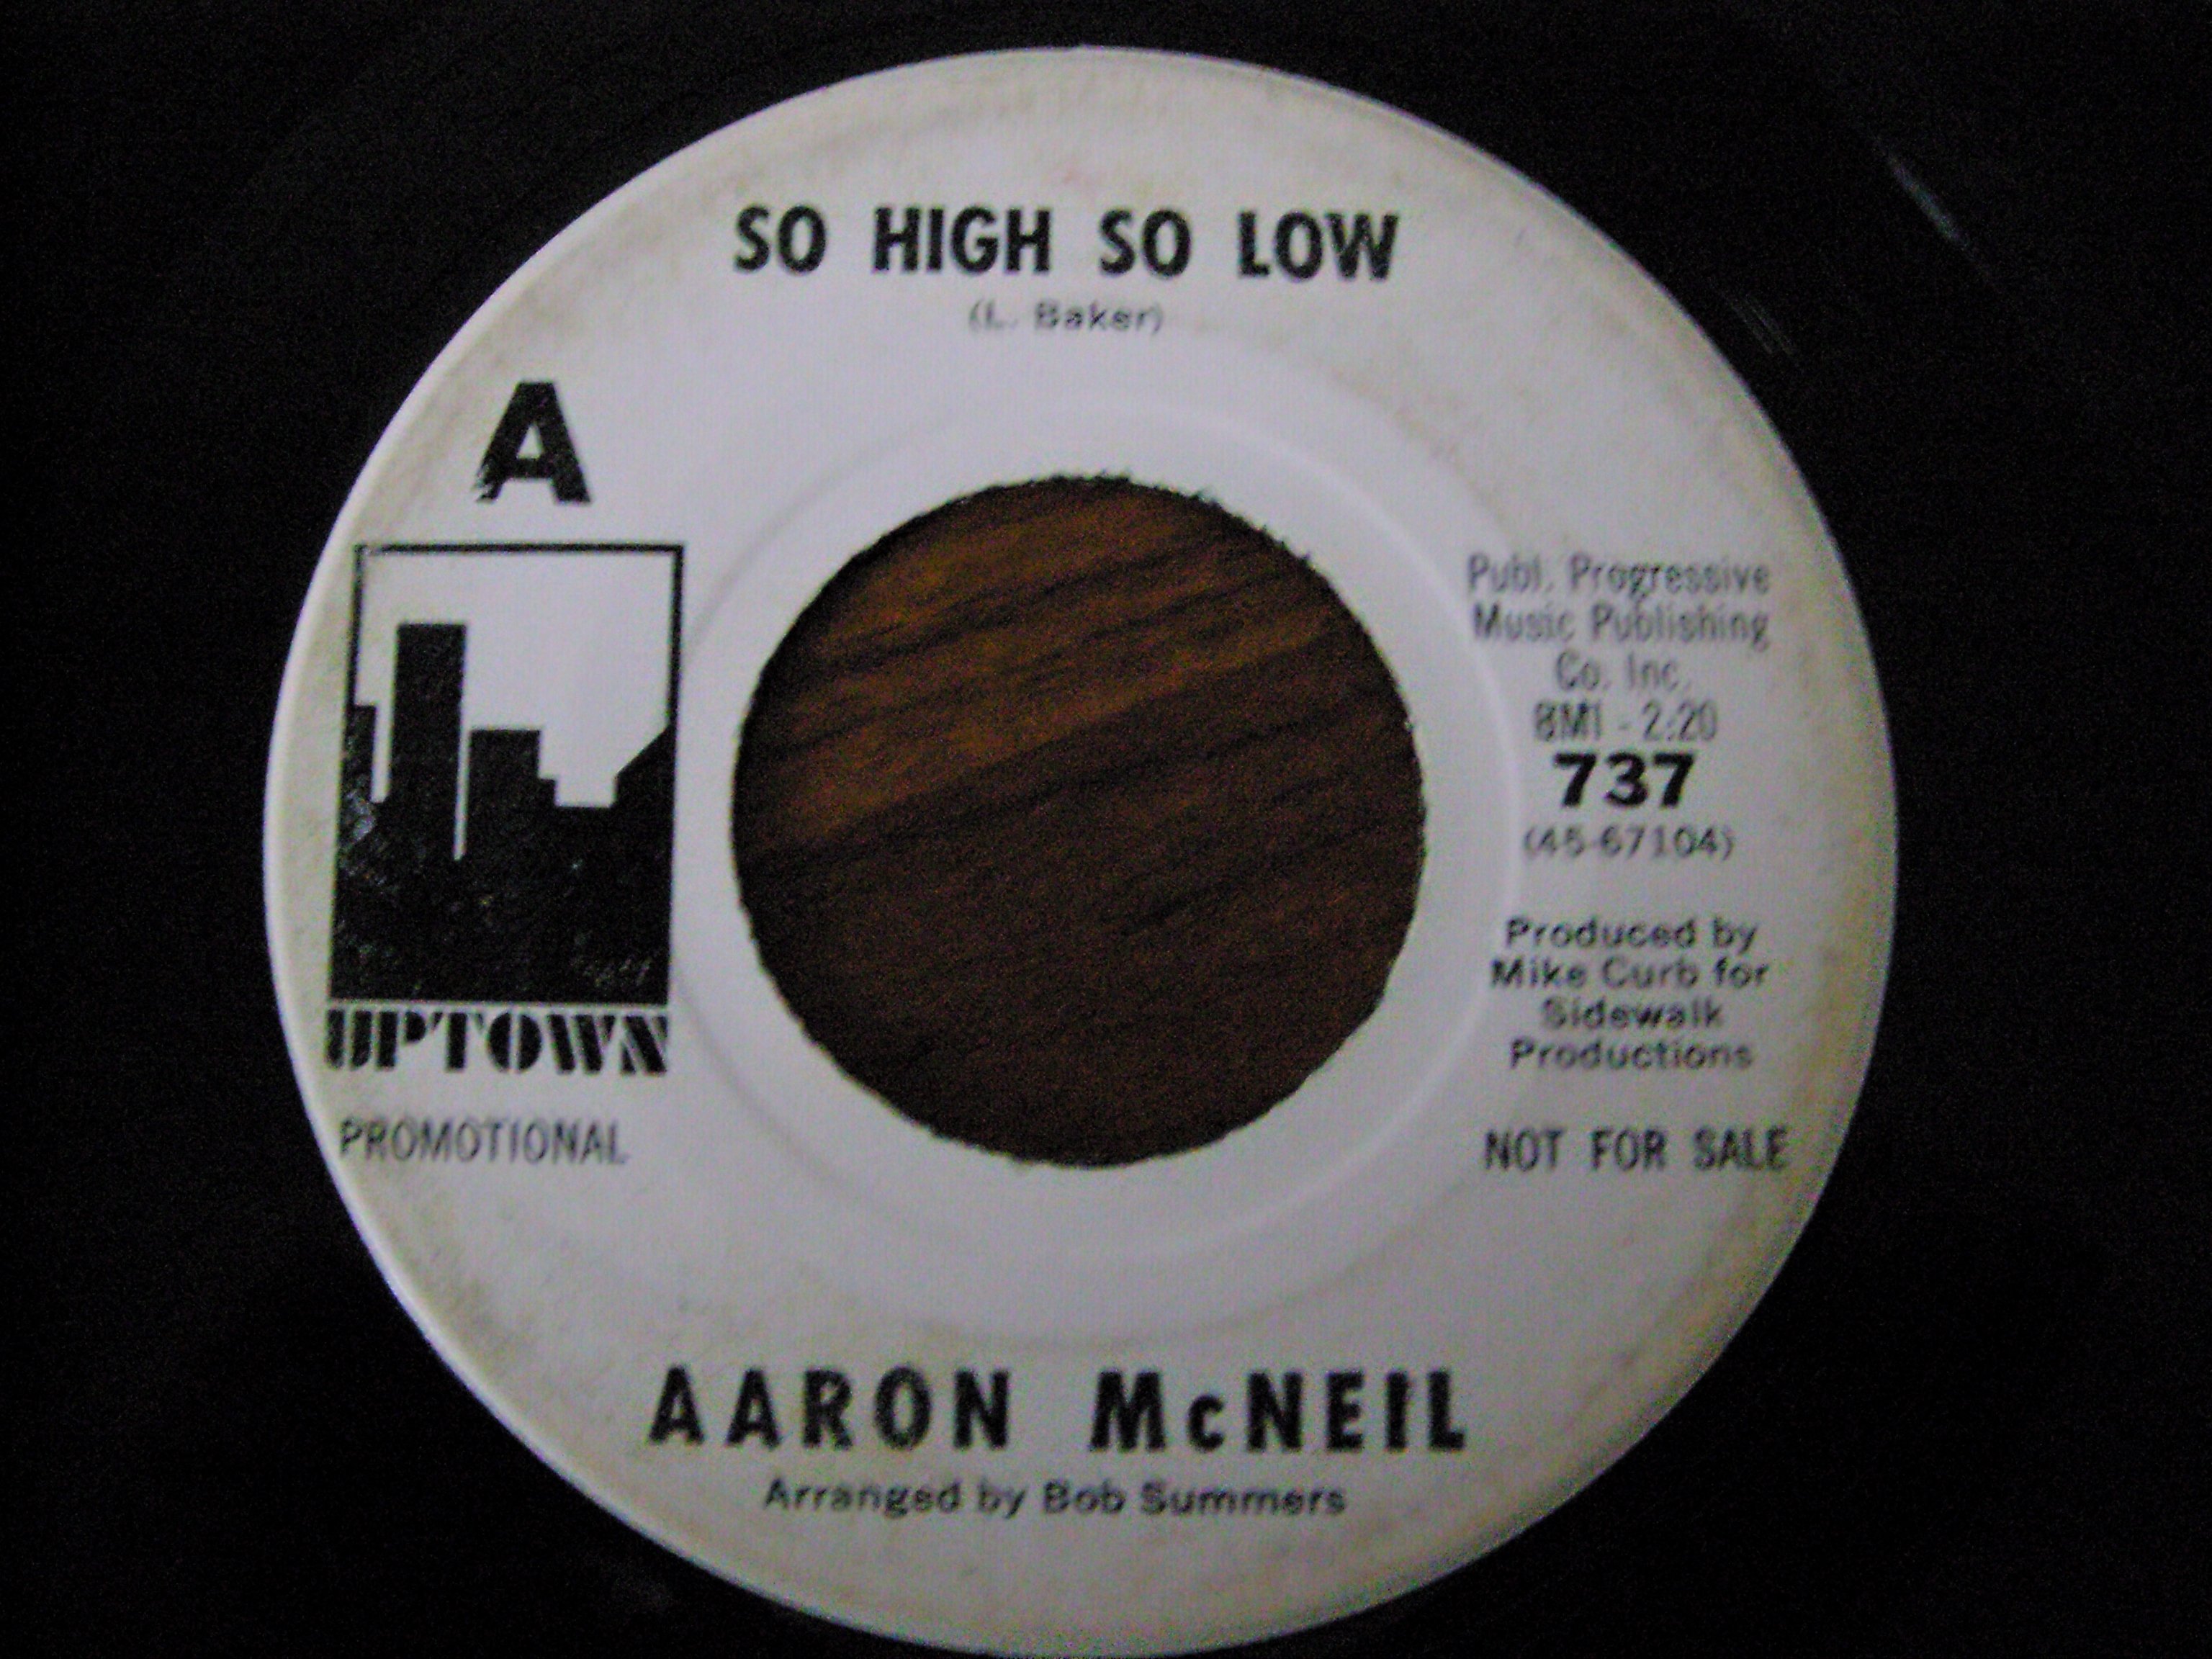 SO HIGH SO LOW
(L. Baker)
A
UPTOWN
PROMOTIONAL
Publ. Progressive
Music Publishing
Co. Inc.
BMI - 2:20
737
(45-67104)
Produced by
Mike Curb for
Sidewalk
Productions
NOT FOR SALE
AARON McNEIL
Arranged by Bob Summers